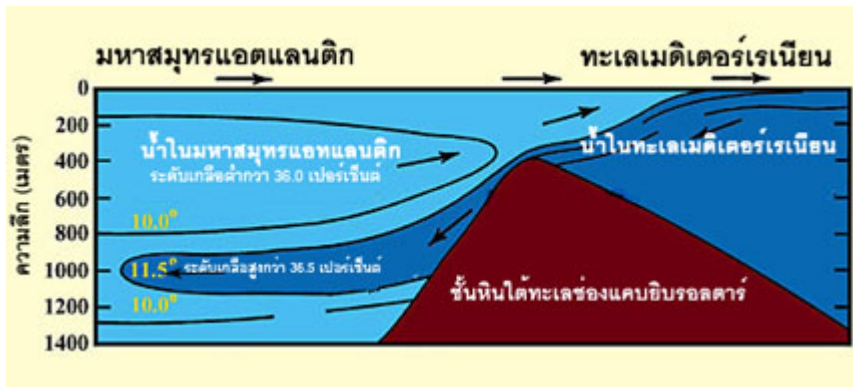 มหาสมุทรแอตแลนติก
ทะเลเมดิเตอร์เรเนียน
0
200
400
600
800
1000
1200
1400
ความลึก (เมตร)
น้ำในมหาสมุทรแอทแลนติก
ระดับเกลือต่ำกว่า 36.0 เปอร์เซ็นต์
น้ำในทะเลเมดิเตอร์เรเนียน
10.0°
11.5°
ระดับเกลือสูงกว่า 36.5 เปอร์เซ็นต์
10.0°
ชั้นหินใต้ทะเลช่องแคบยิบรอลตาร์